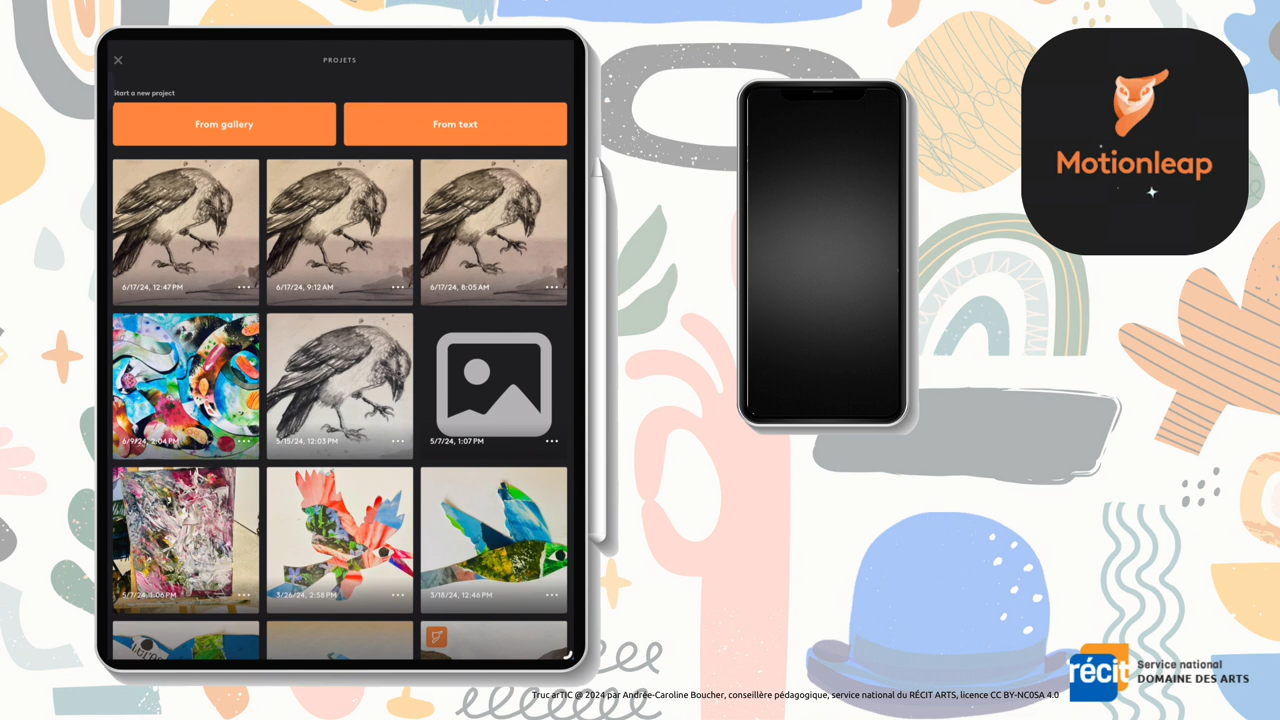 PROJETS
Start a new project
From gallery
From text
6/17/24, 12:47 PM
6/17/24, 9:12 AM
6/17/24, 8:05 AM
6/9/24, 2:04 PM
5/15/24, 12:03 PM
5/7/24, 1:07 PM
5/7/24, 1:06 PM
3/26/24, 2:58 PM
3/18/24, 12:46 PM
Motionleap
récit
Service national
DOMAINE DES ARTS
Truc arTIC @ 2024 par Andrée-Caroline Boucher, conseillère pédagogique, service national du RÉCIT ARTS, licence CC BY-NC0SA 4.0